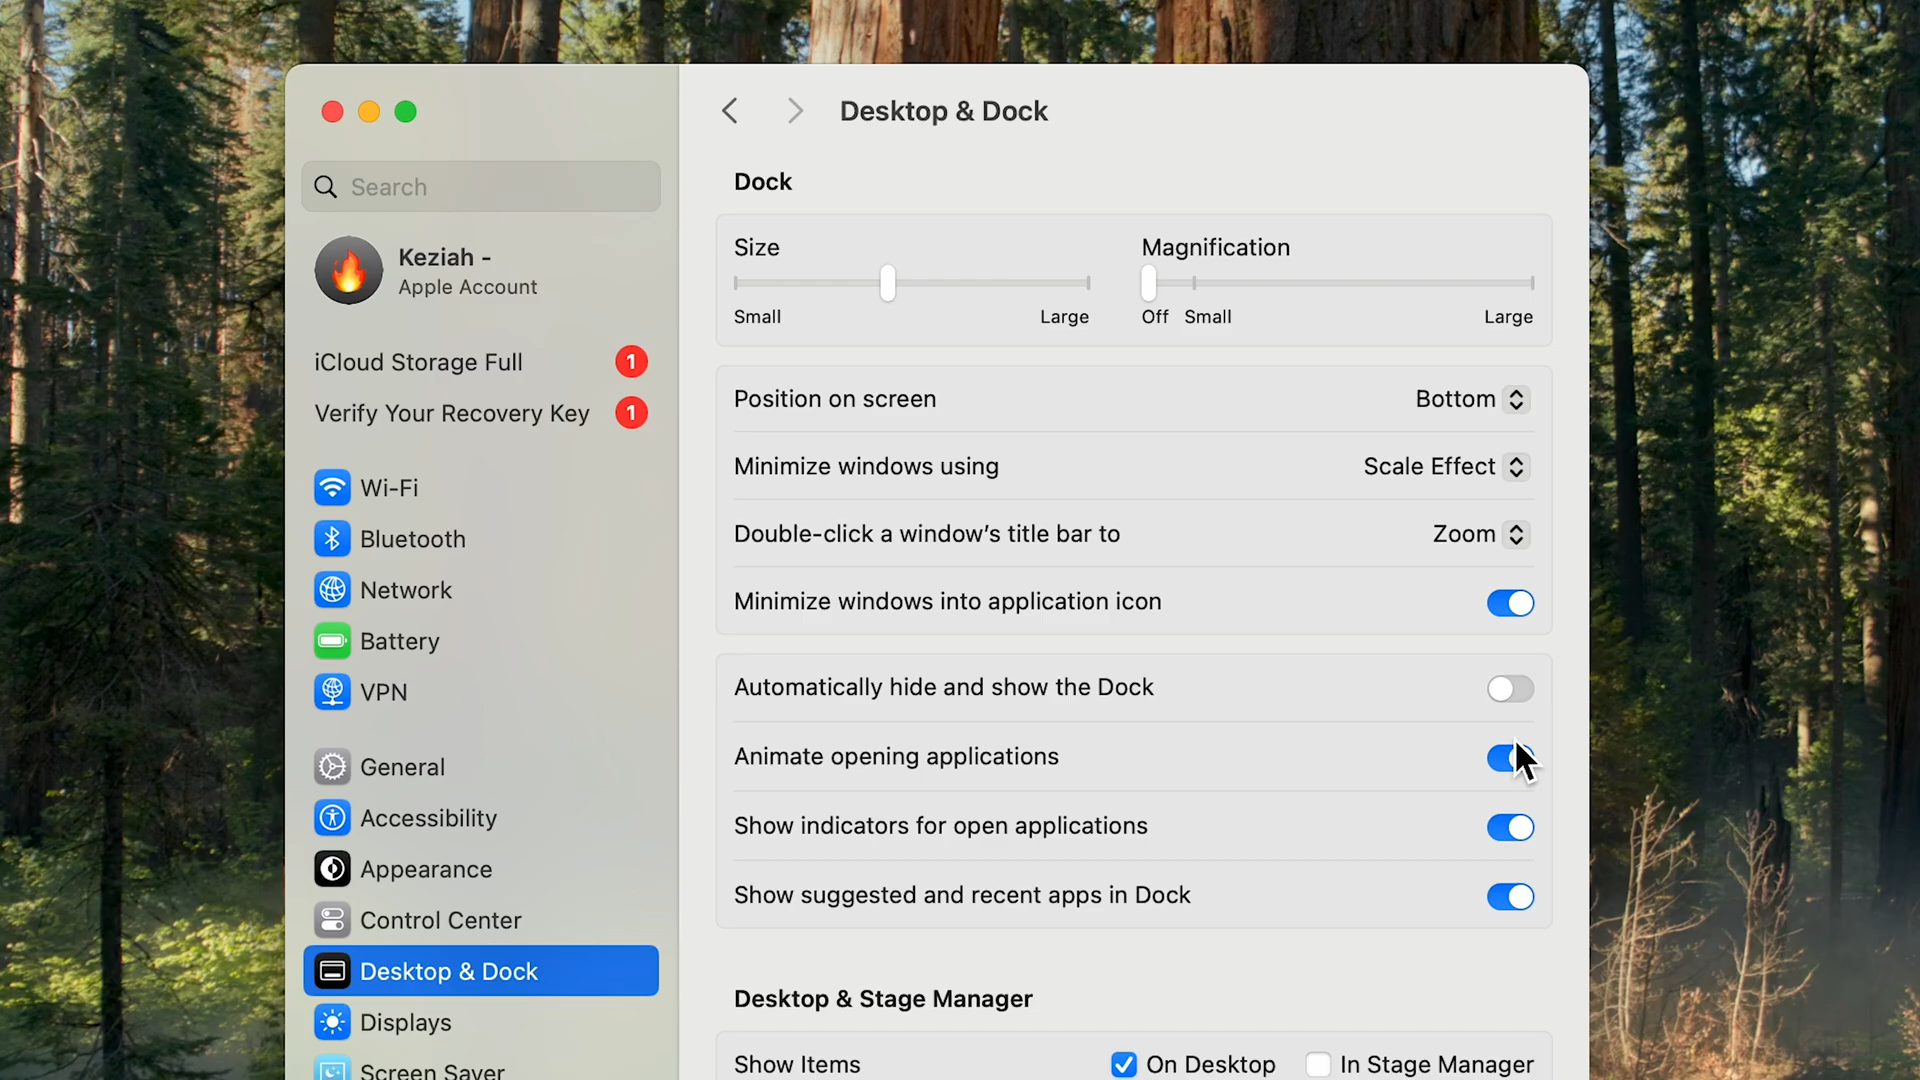 Desktop & Dock
Search
Keziah -
Apple Account
iCloud Storage Full 1
Verify Your Recovery Key 1
Wi-Fi
Bluetooth
Network
Battery
VPN
General
Accessibility
Appearance
Control Center
Desktop & Dock
Displays
Screen Saver
Dock
Size Magnification
Small Large Off Small Large
Position on screen Bottom
Minimize windows using Scale Effect
Double-click a window’s title bar to Zoom
Minimize windows into application icon
Automatically hide and show the Dock
Animate opening applications
Show indicators for open applications
Show suggested and recent apps in Dock
Desktop & Stage Manager
Show Items On Desktop In Stage Manager